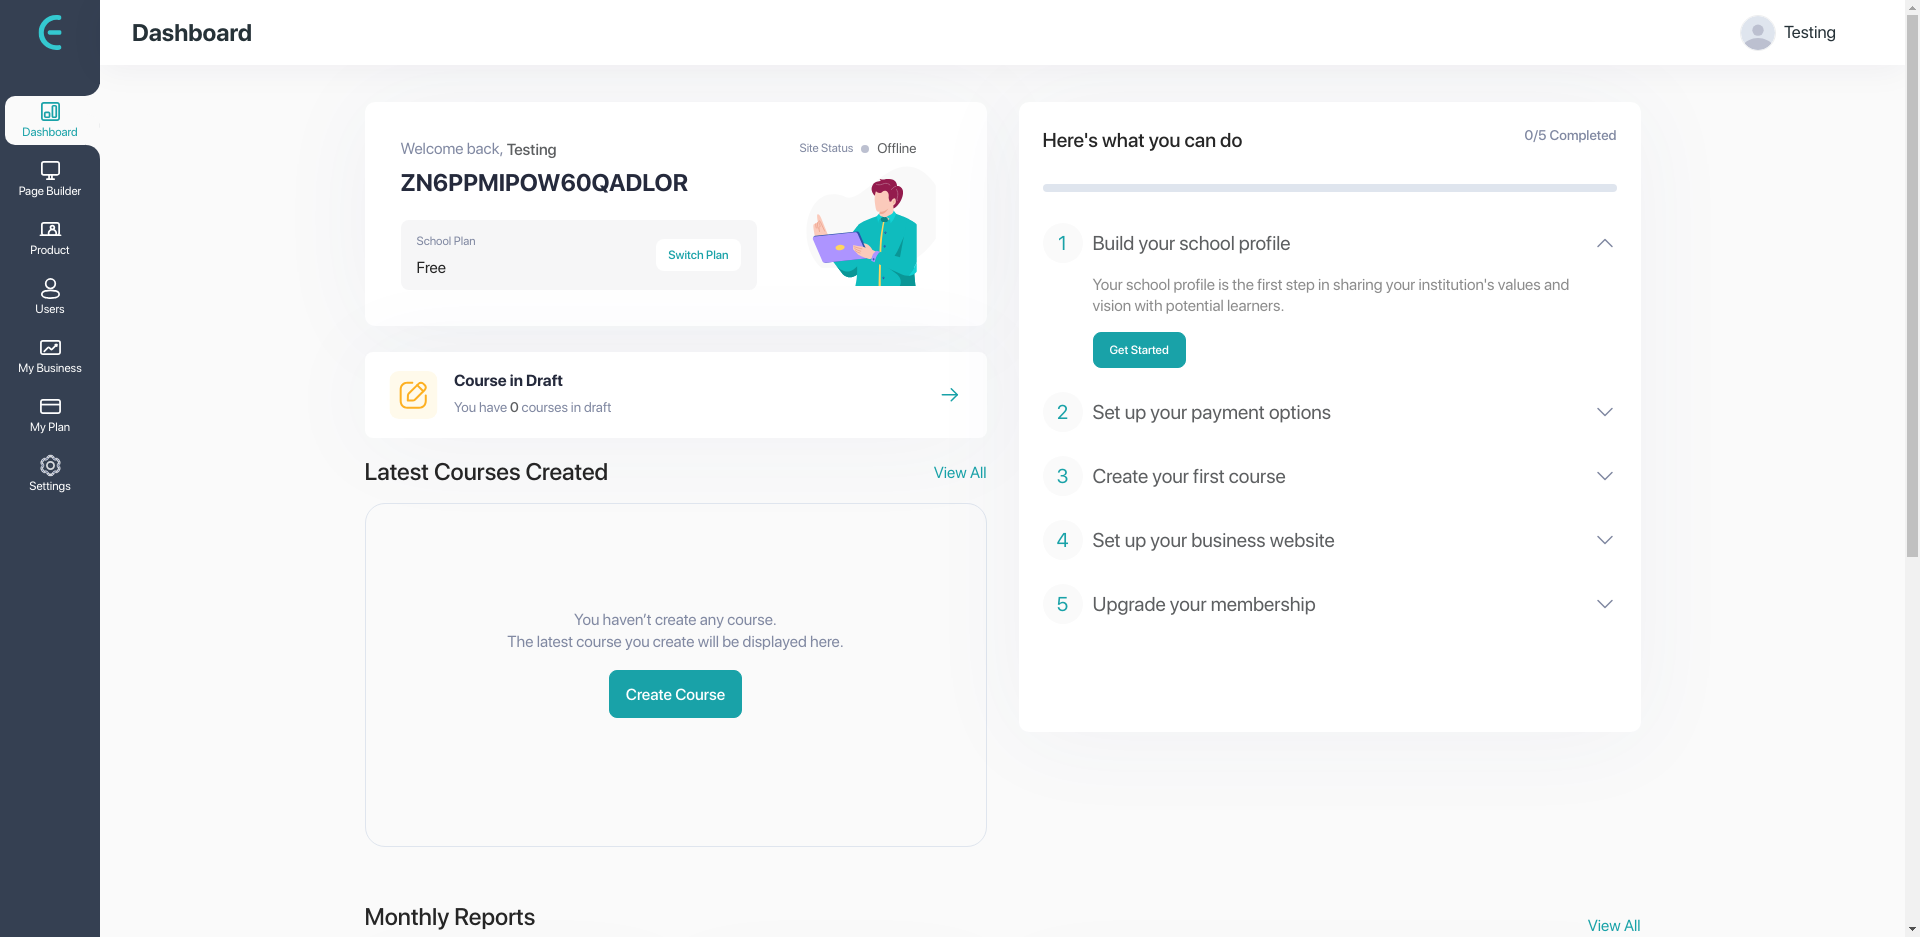 Dashboard
Testing
Dashboard
Page Builder
Product
Users
My Business
My Plan
Settings
Welcome back, Testing
ZN6PPMIPOW60QADLOR
Site Status Offline
School Plan
Free
Switch Plan
Course in Draft
You have 0 courses in draft
Latest Courses Created
View All
You haven't create any course.
The latest course you create will be displayed here.
Create Course
Here's what you can do
0/5 Completed
1 Build your school profile
Your school profile is the first step in sharing your institution's values and
vision with potential learners.
Get Started
2 Set up your payment options
3 Create your first course
4 Set up your business website
5 Upgrade your membership
Monthly Reports
View All